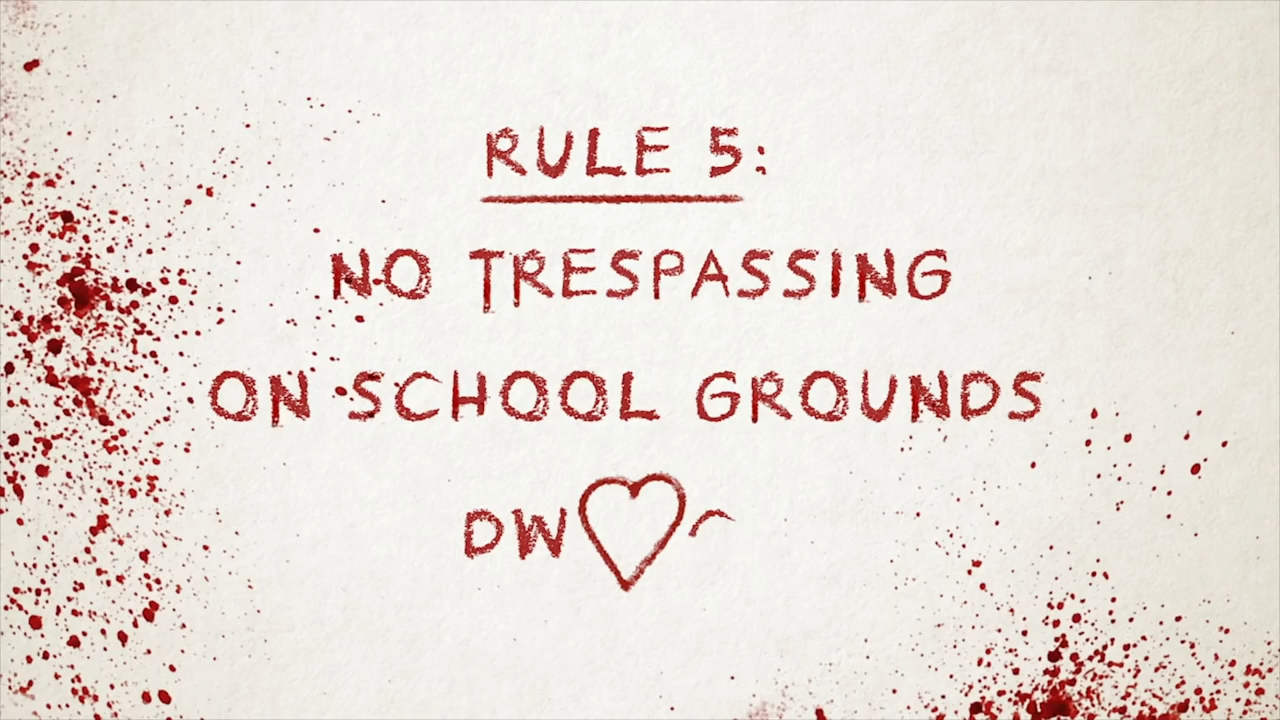 RULE 5:
NO TRESPASSING
ON SCHOOL GROUNDS
DW♡